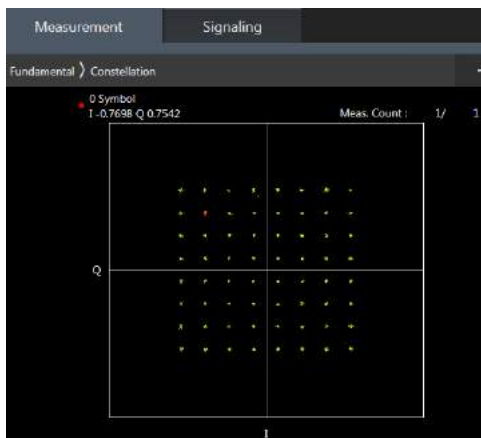 Measurement Signaling
Fundamental ⟩ Constellation
0 Symbol
I -0.7698 Q 0.7542 Meas. Count : 1/ 1
Q
I